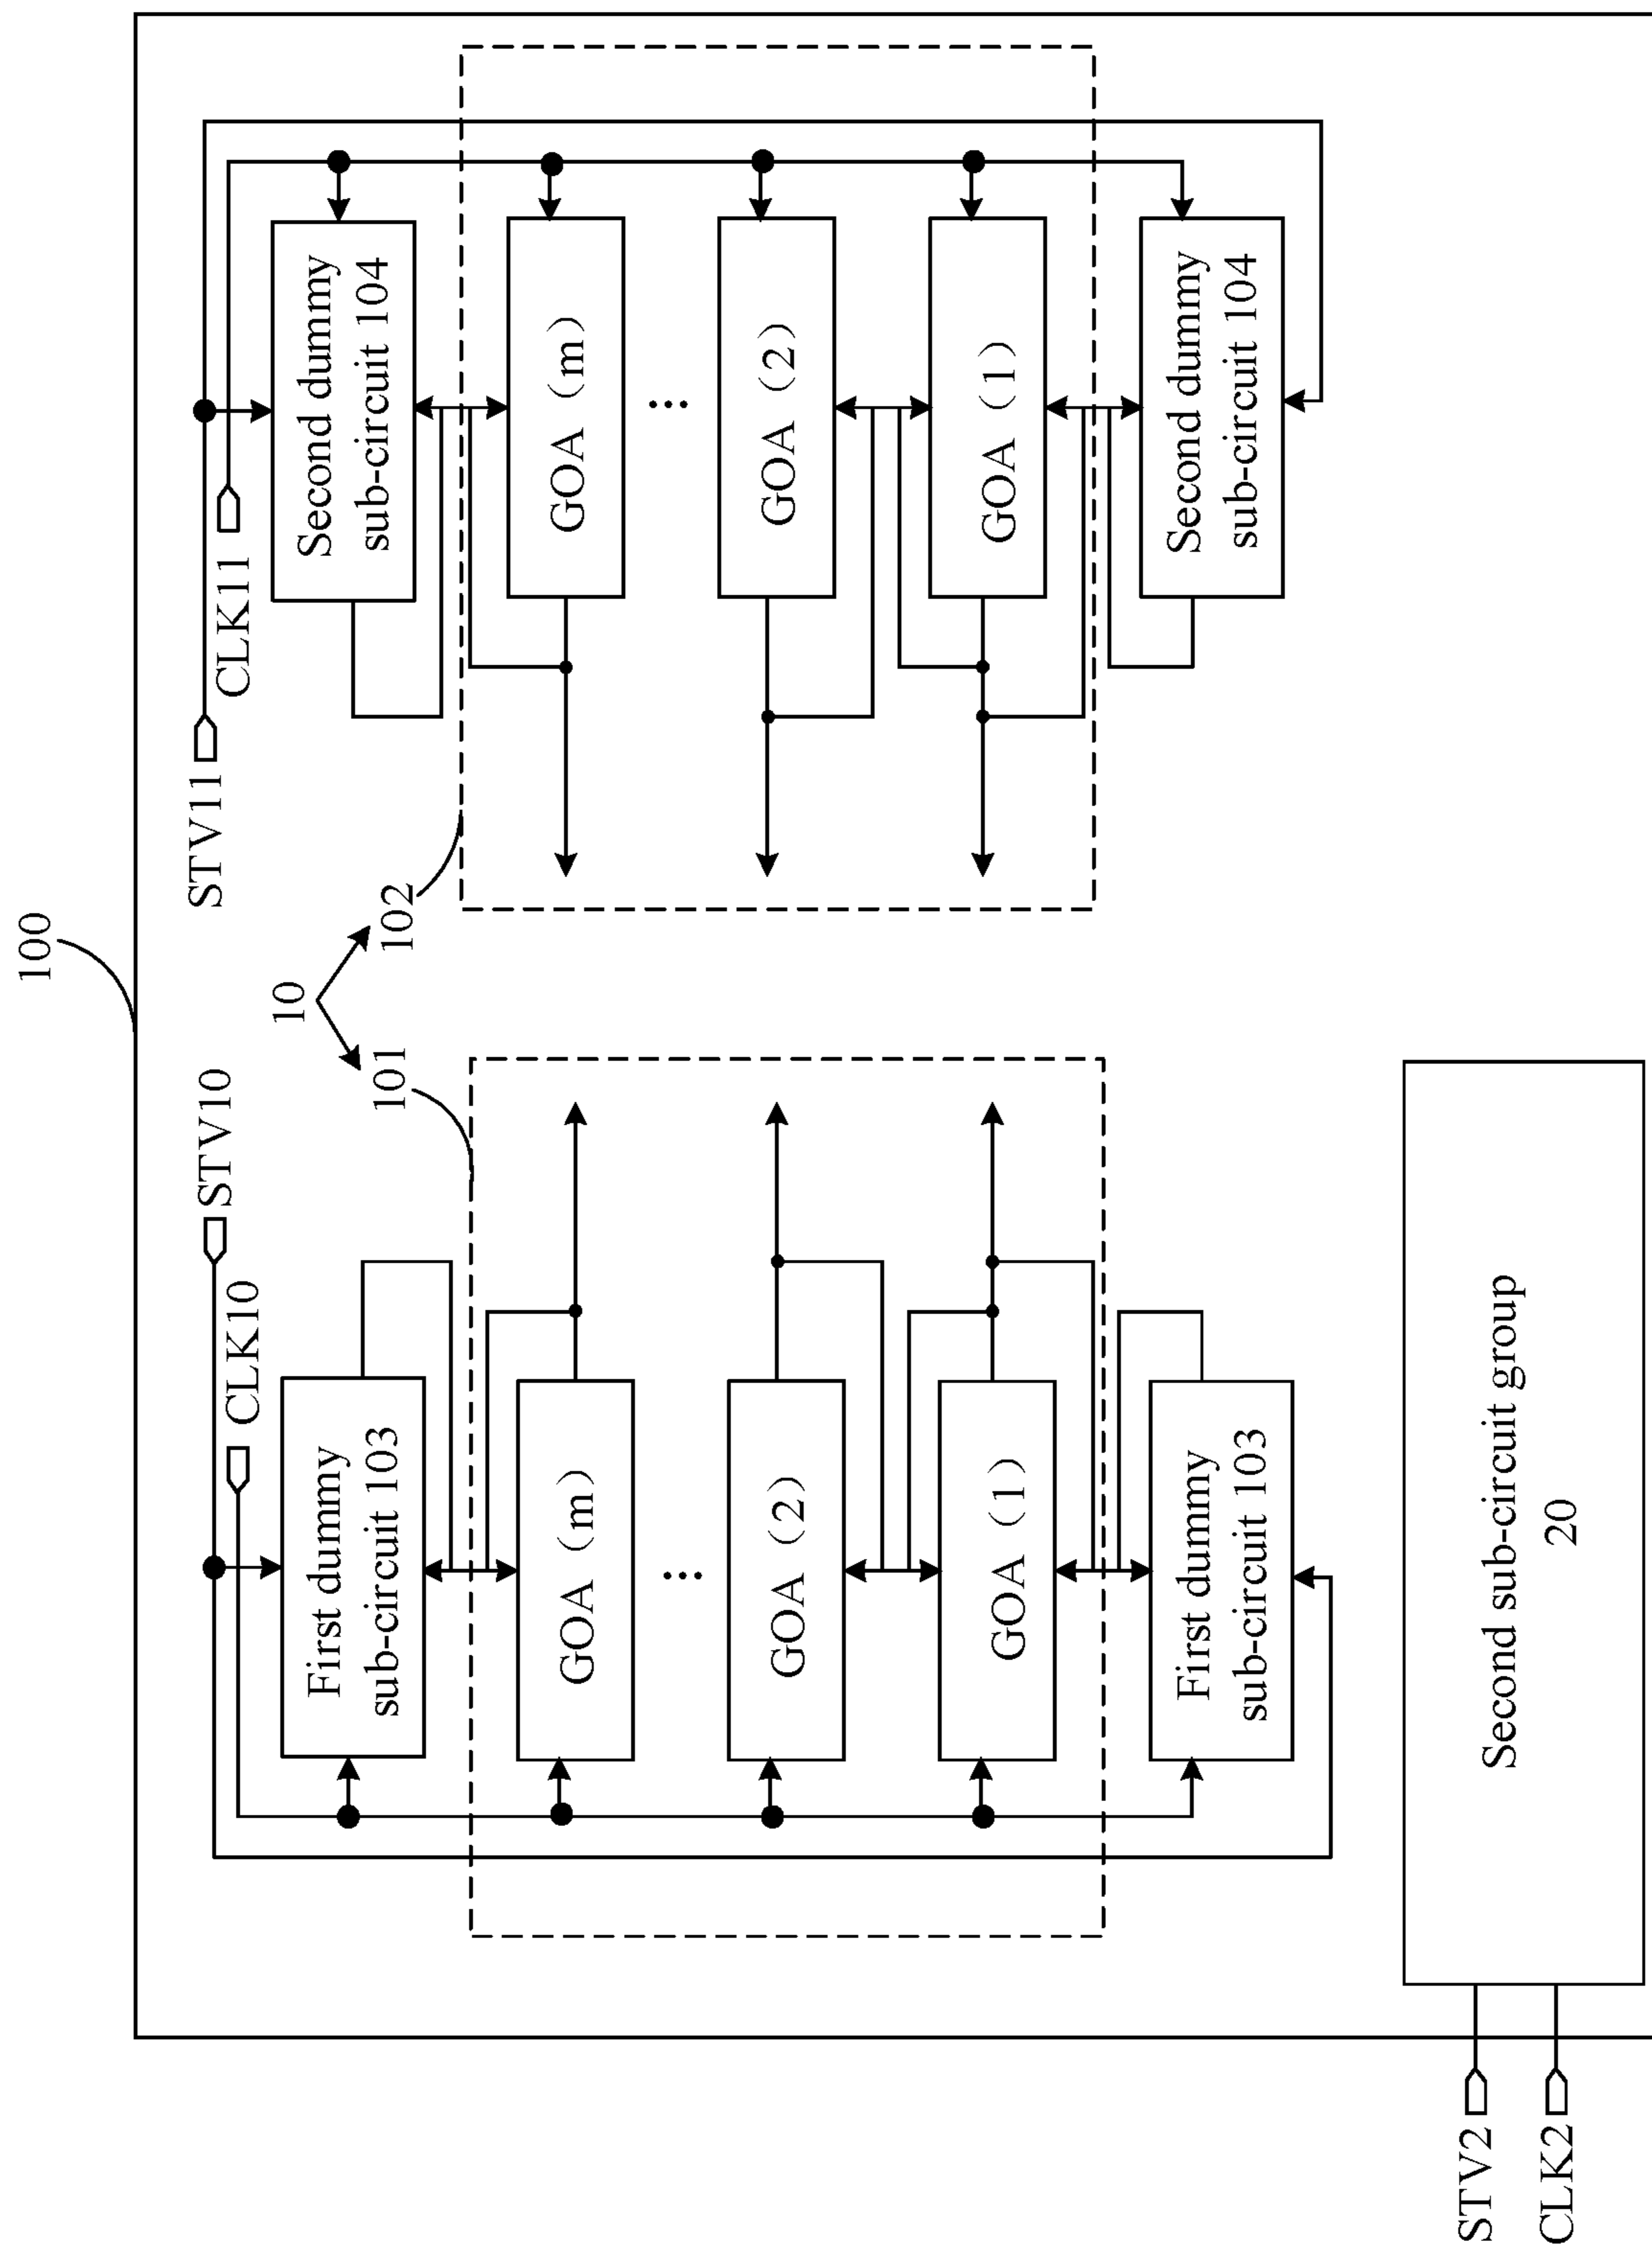 100
STV10
CLK10
STV11
CLK11
10
101
102
First dummy
sub-circuit 103
GOA（m）
...
GOA（2）
GOA（1）
First dummy
sub-circuit 103
Second dummy
sub-circuit 104
GOA（m）
...
GOA（2）
GOA（1）
Second dummy
sub-circuit 104
STV2
CLK2
Second sub-circuit group
20